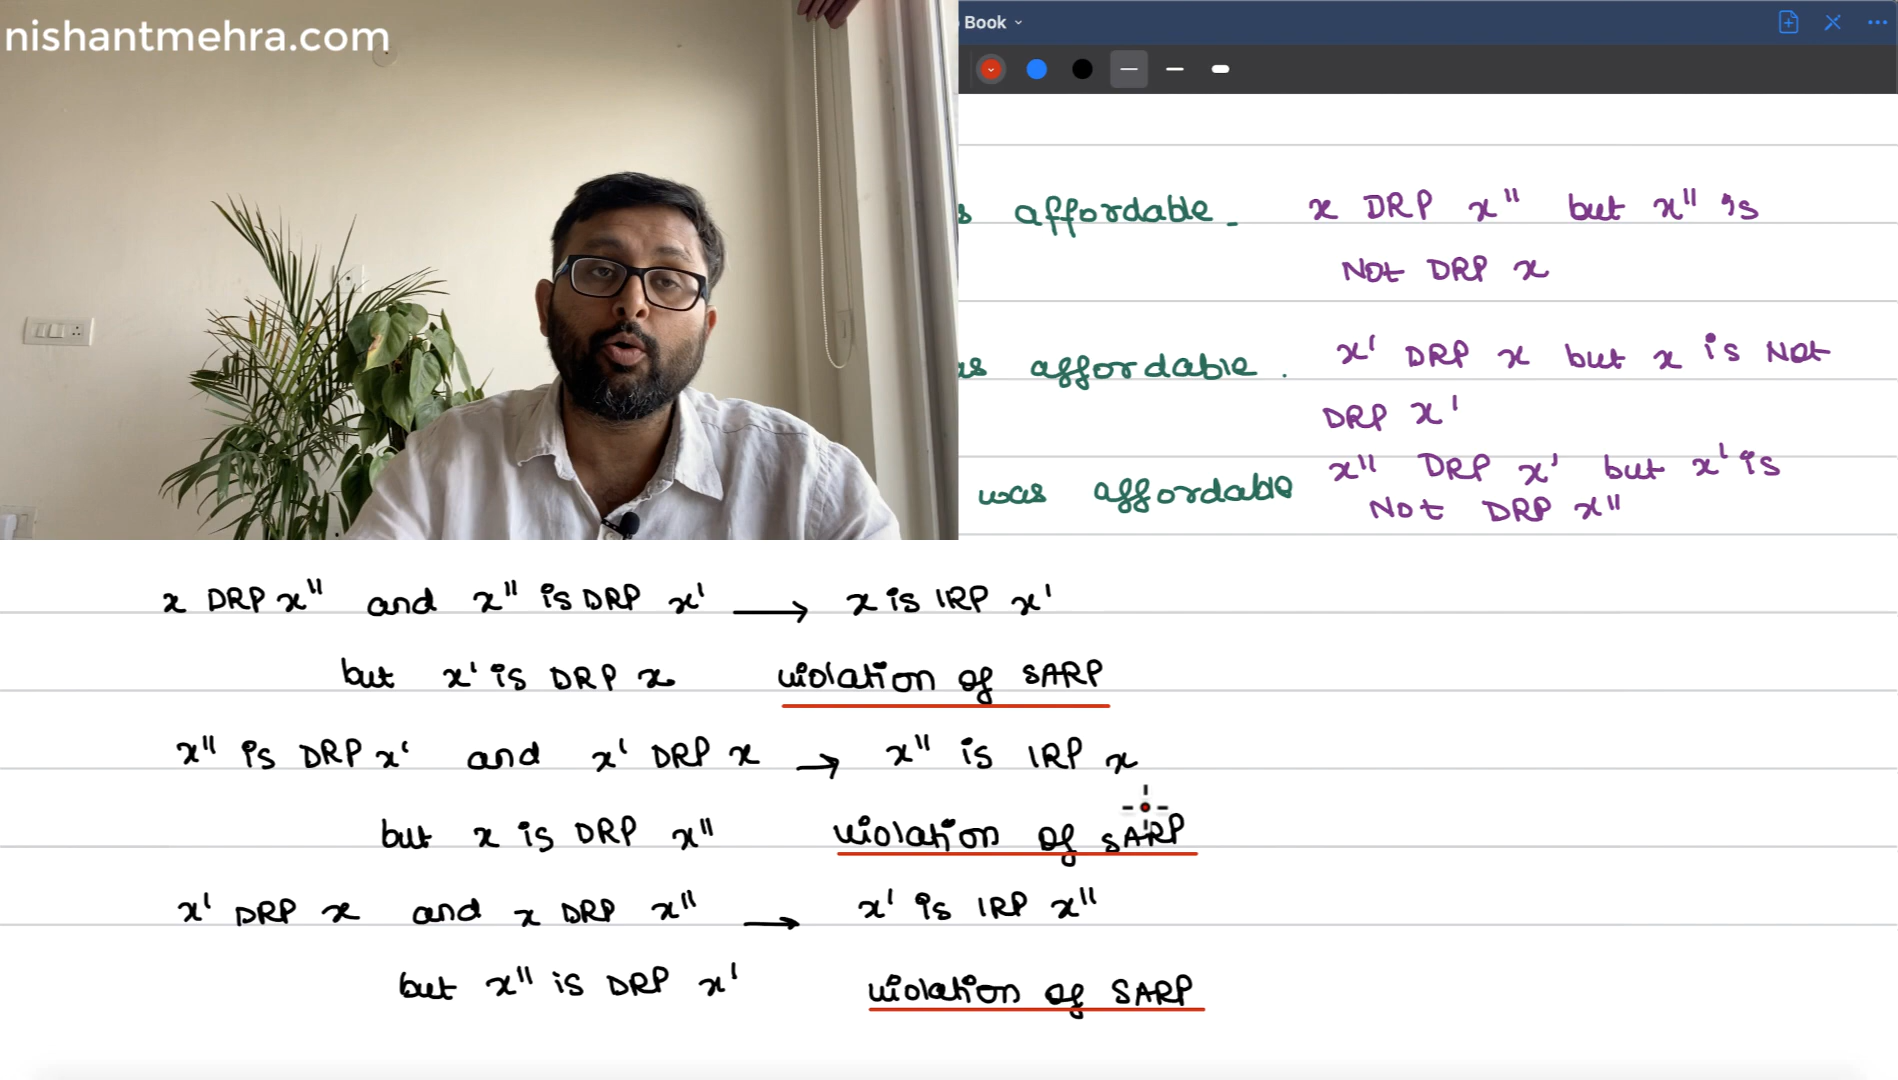 nishantmehra.com
Book
affordable. x DRP x'' but x'' is
Not DRP x
as affordable. x' DRP x but x is Not
DRP x'
was affordable x'' DRP x' but x' is
Not DRP x''
x DRP x'' and x'' is DRP x' → x is IRP x'
but x' is DRP x violation of SARP
x'' is DRP x' and x' DRP x → x'' is IRP x
but x is DRP x'' violation of SARP
x' DRP x and x DRP x'' → x' is IRP x''
but x'' is DRP x' violation of SARP